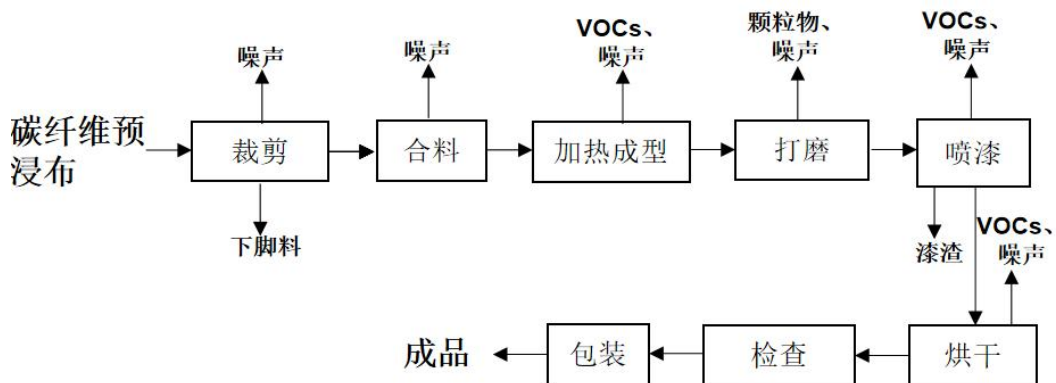 噪声
噪声
VOCs、
噪声
颗粒物、
噪声
VOCs、
噪声
碳纤维预
浸布
裁剪
合料
加热成型
打磨
喷漆
下脚料
漆渣
VOCs、
噪声
成品
包装
检查
烘干